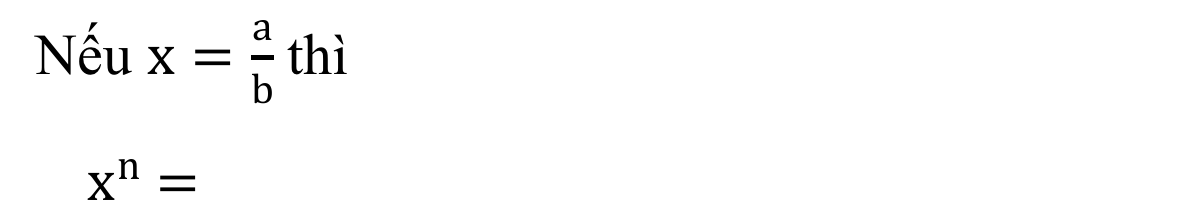 Nếu x = a/b thì
xⁿ =